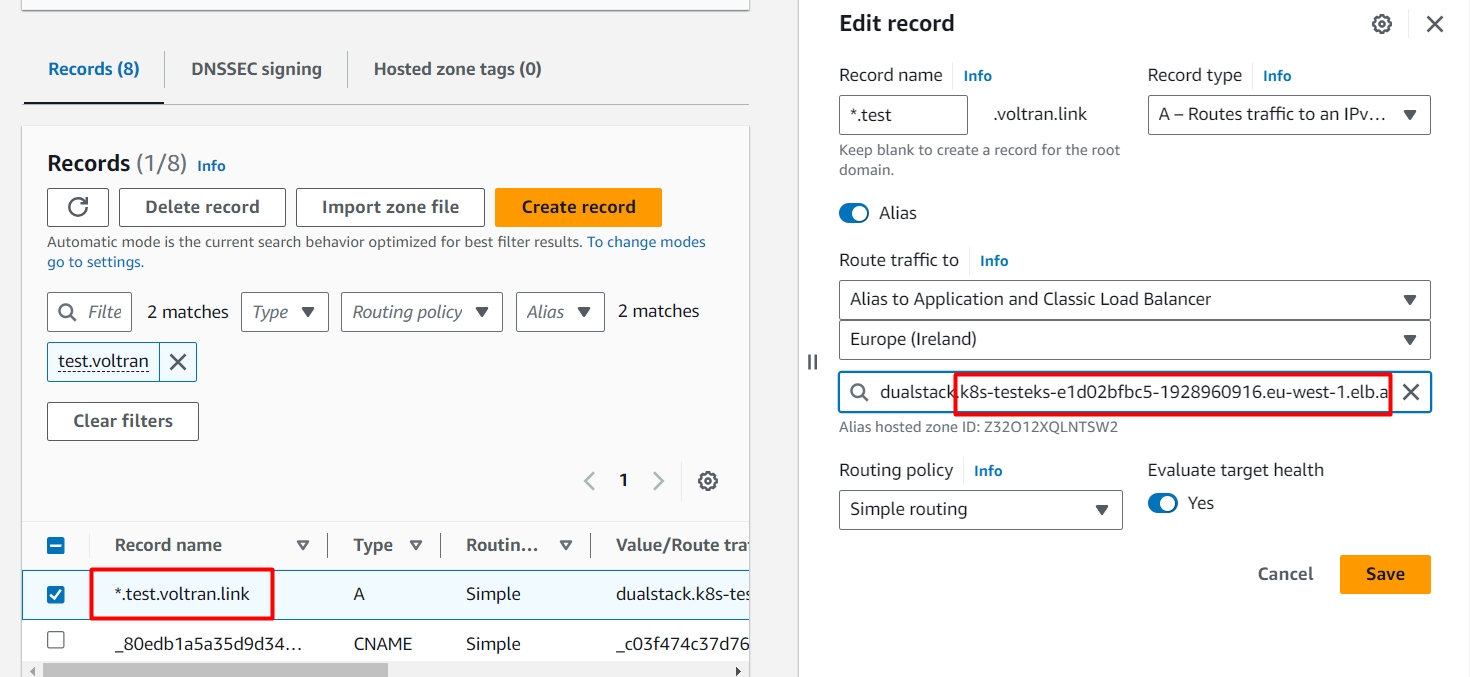 Records (8)
DNSSEC signing
Hosted zone tags (0)
Records (1/8) Info
Delete record
Import zone file
Create record
Automatic mode is the current search behavior optimized for best filter results. To change modes
go to settings.
Filte
2 matches
Type
Routing policy
Alias
2 matches
test.voltran
Clear filters
1
Record name
Type
Routin...
Value/Route tra
*.test.voltran.link
A
Simple
dualstack.k8s-tes
_80edb1a5a35d9d34...
CNAME
Simple
_c03f474c37d76
Edit record
Record name Info
*.test
.voltran.link
Keep blank to create a record for the root
domain.
Record type Info
A – Routes traffic to an IPv...
Alias
Route traffic to Info
Alias to Application and Classic Load Balancer
Europe (Ireland)
dualstack.k8s-testeks-e1d02bfbc5-1928960916.eu-west-1.elb.a
Alias hosted zone ID: Z32O12XQLNTSW2
Routing policy Info
Simple routing
Evaluate target health
Yes
Cancel
Save